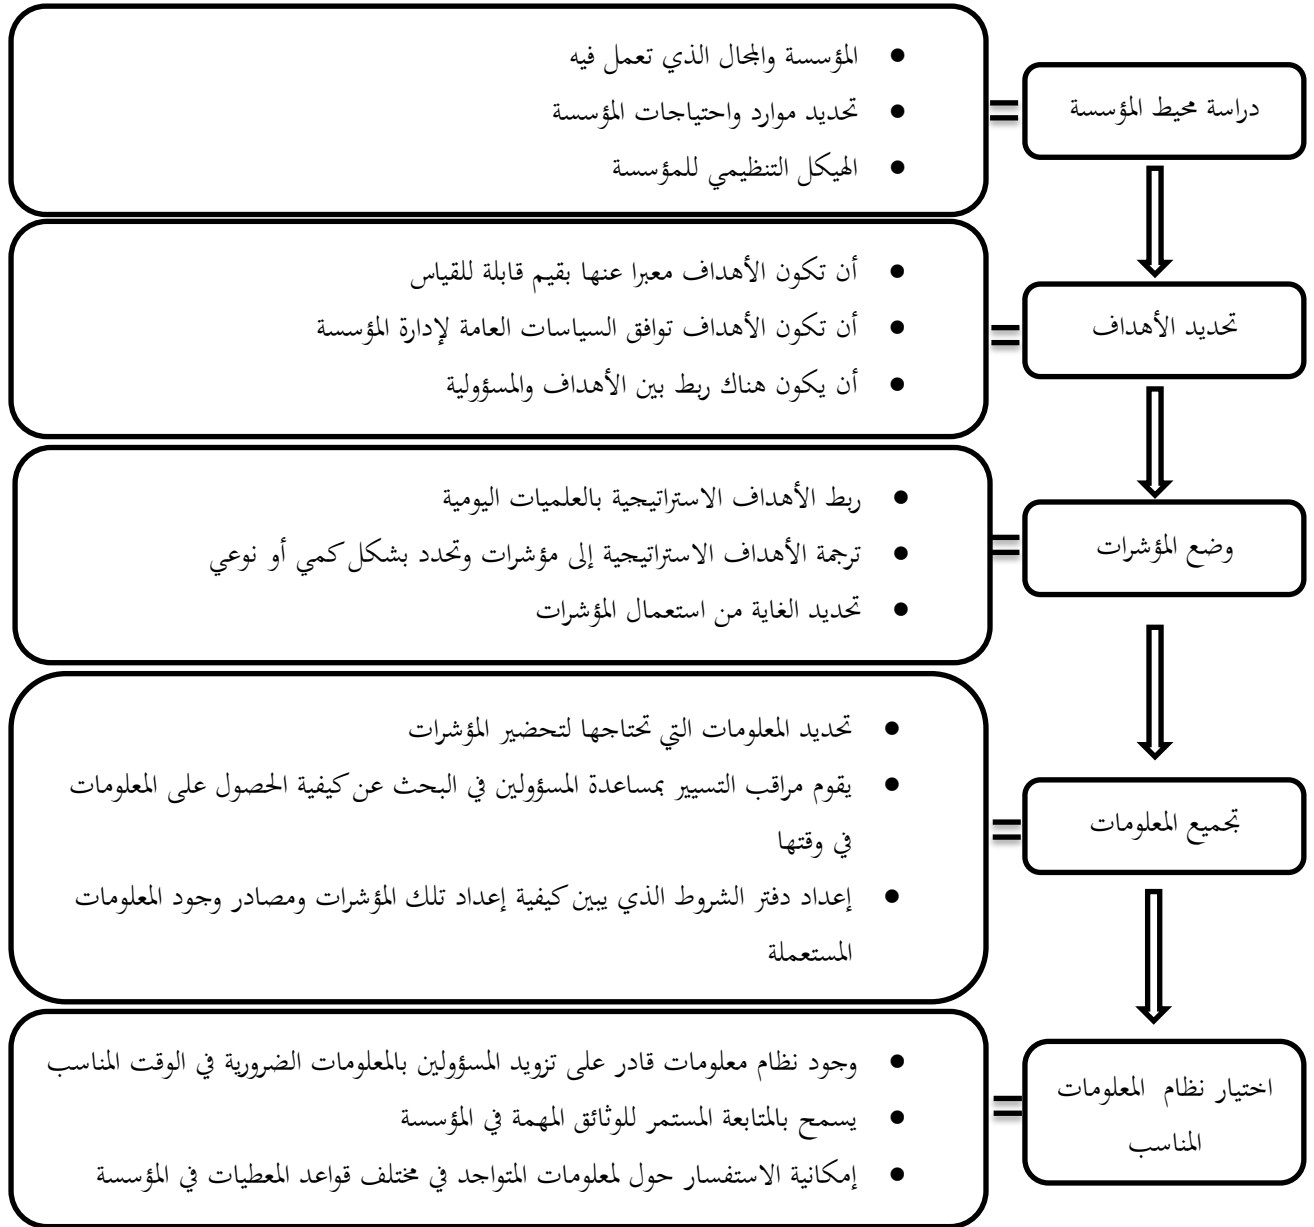 دراسة محيط المؤسسة
● المؤسسة والمجال الذي تعمل فيه
● تحديد موارد واحتياجات المؤسسة
● الهيكل التنظيمي للمؤسسة
تحديد الأهداف
● أن تكون الأهداف معبرا عنها بقيم قابلة للقياس
● أن تكون الأهداف توافق السياسات العامة لإدارة المؤسسة
● أن يكون هناك ربط بين الأهداف والمسؤولية
وضع المؤشرات
● ربط الأهداف الاستراتيجية بالعلميات اليومية
● ترجمة الأهداف الاستراتيجية إلى مؤشرات وتحدد بشكل كمي أو نوعي
● تحديد الغاية من استعمال المؤشرات
تجميع المعلومات
● تحديد المعلومات التي تحتاجها لتحضير المؤشرات
● يقوم مراقب التسيير بمساعدة المسؤولين في البحث عن كيفية الحصول على المعلومات
في وقتها
● إعداد دفتر الشروط الذي يبين كيفية إعداد تلك المؤشرات ومصادر وجود المعلومات
المستعملة
اختيار نظام المعلومات
المناسب
● وجود نظام معلومات قادر على تزويد المسؤولين بالمعلومات الضرورية في الوقت المناسب
● يسمح بالمتابعة المستمر للوثائق المهمة في المؤسسة
● إمكانية الاستفسار حول لمعلومات المتواجد في مختلف قواعد المعطيات في المؤسسة